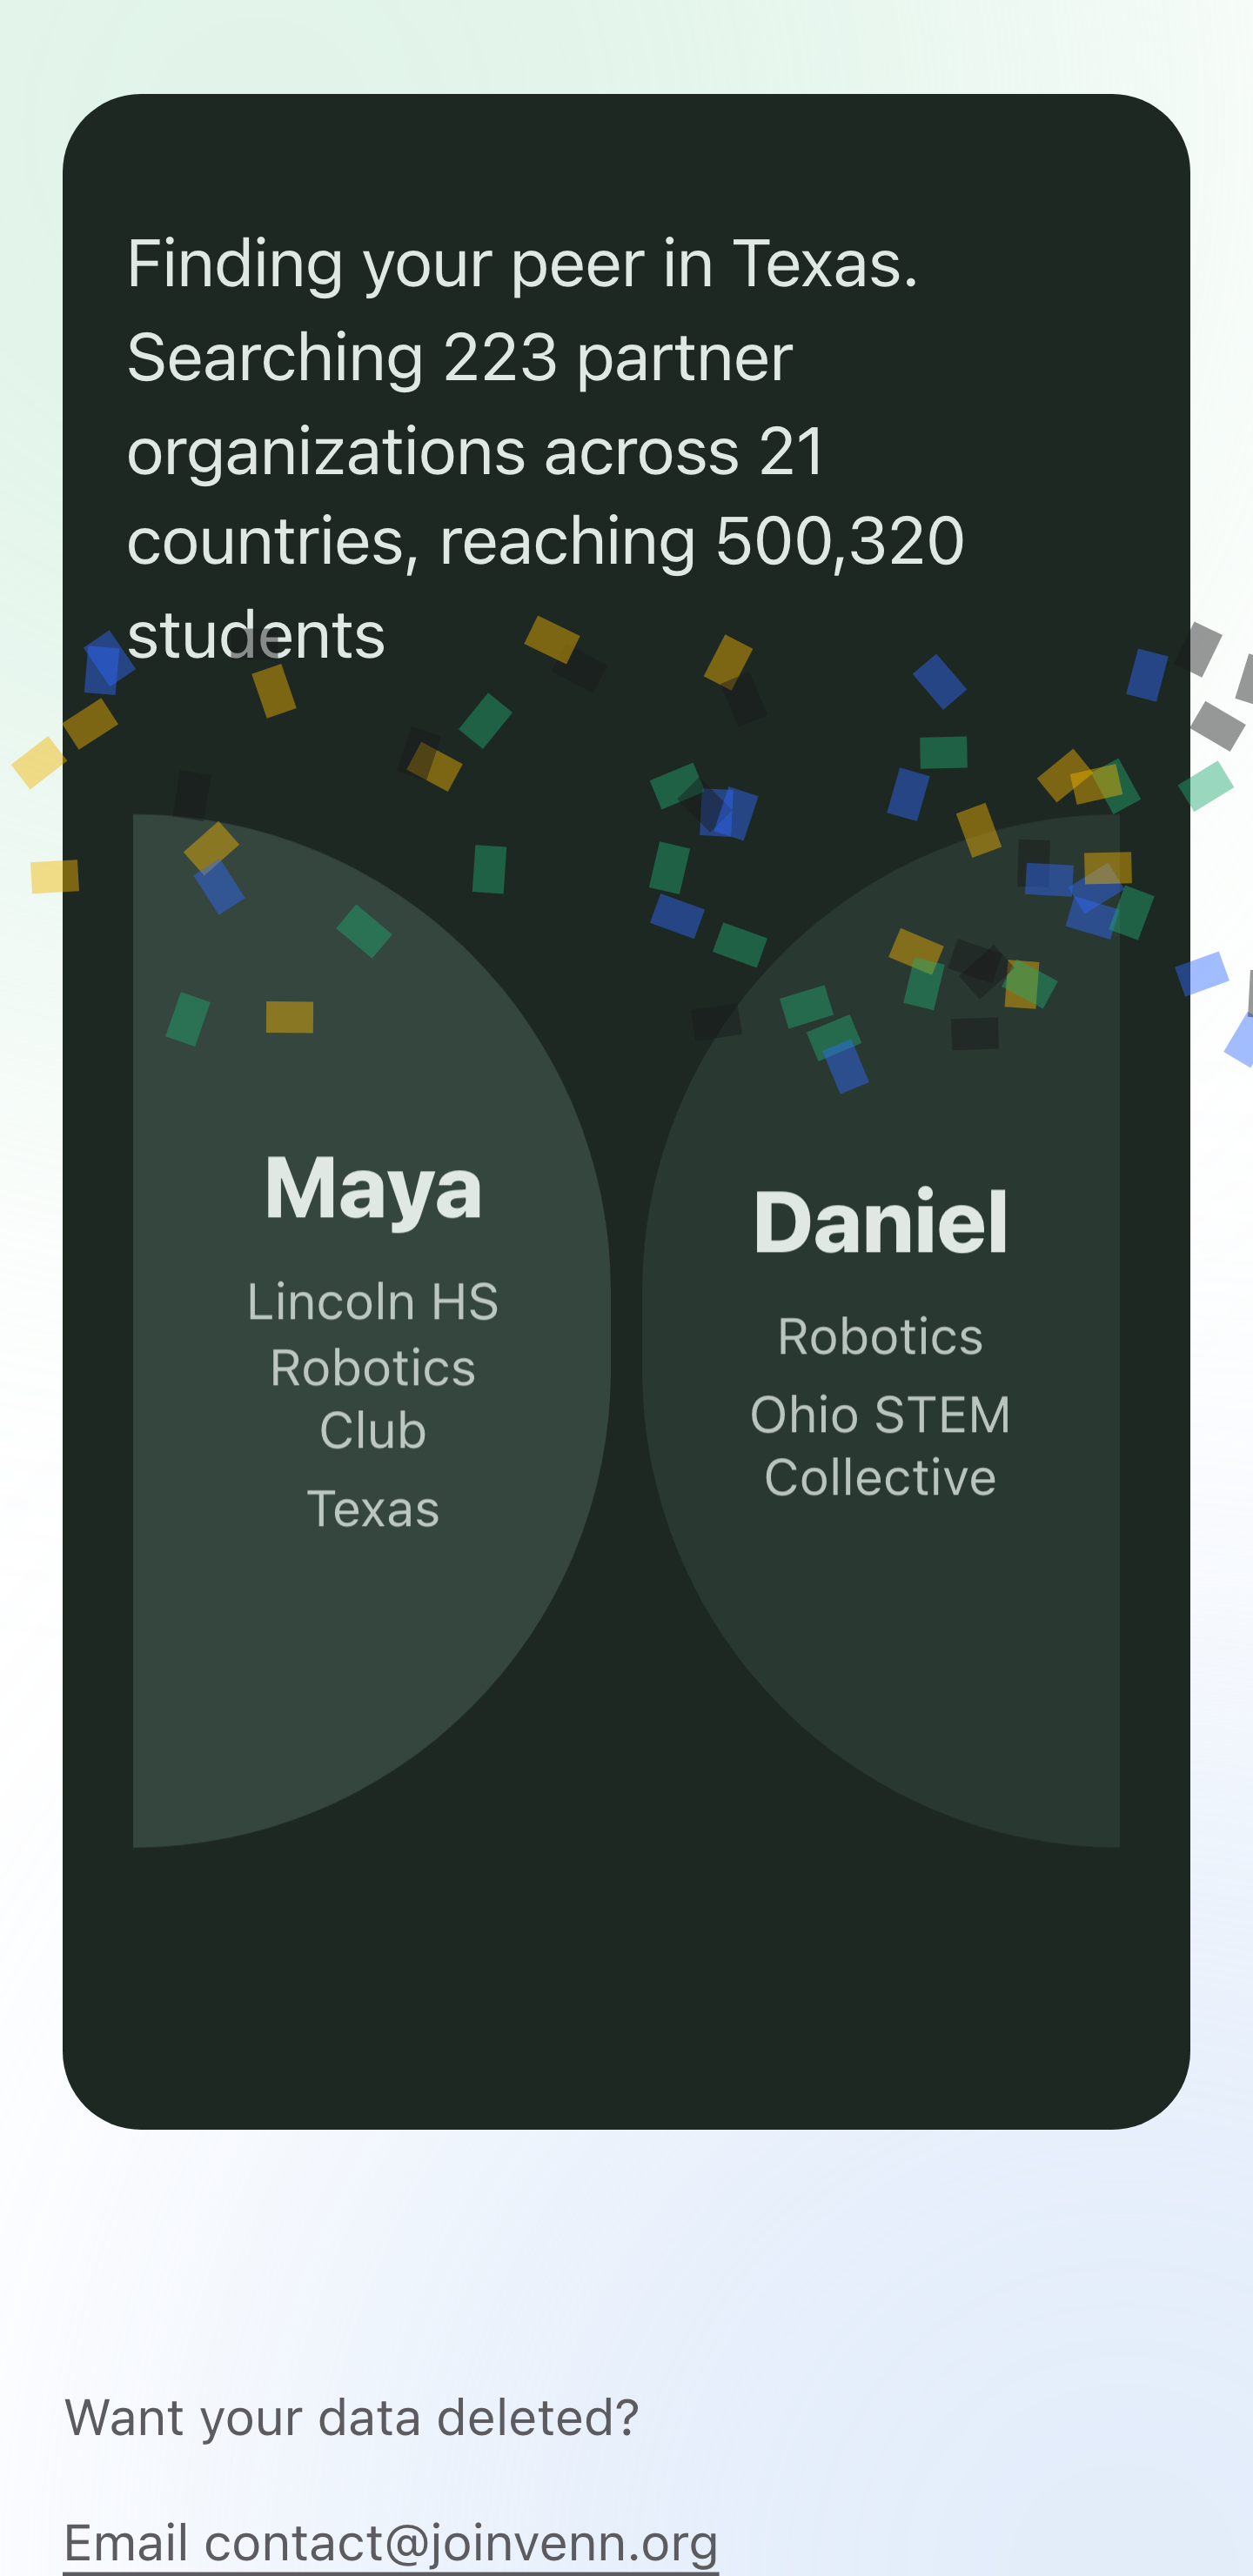 Finding your peer in Texas.
Searching 223 partner
organizations across 21
countries, reaching 500,320
students
Maya
Lincoln HS
Robotics
Club
Texas
Daniel
Robotics
Ohio STEM
Collective
Want your data deleted?
Email contact@joinvenn.org